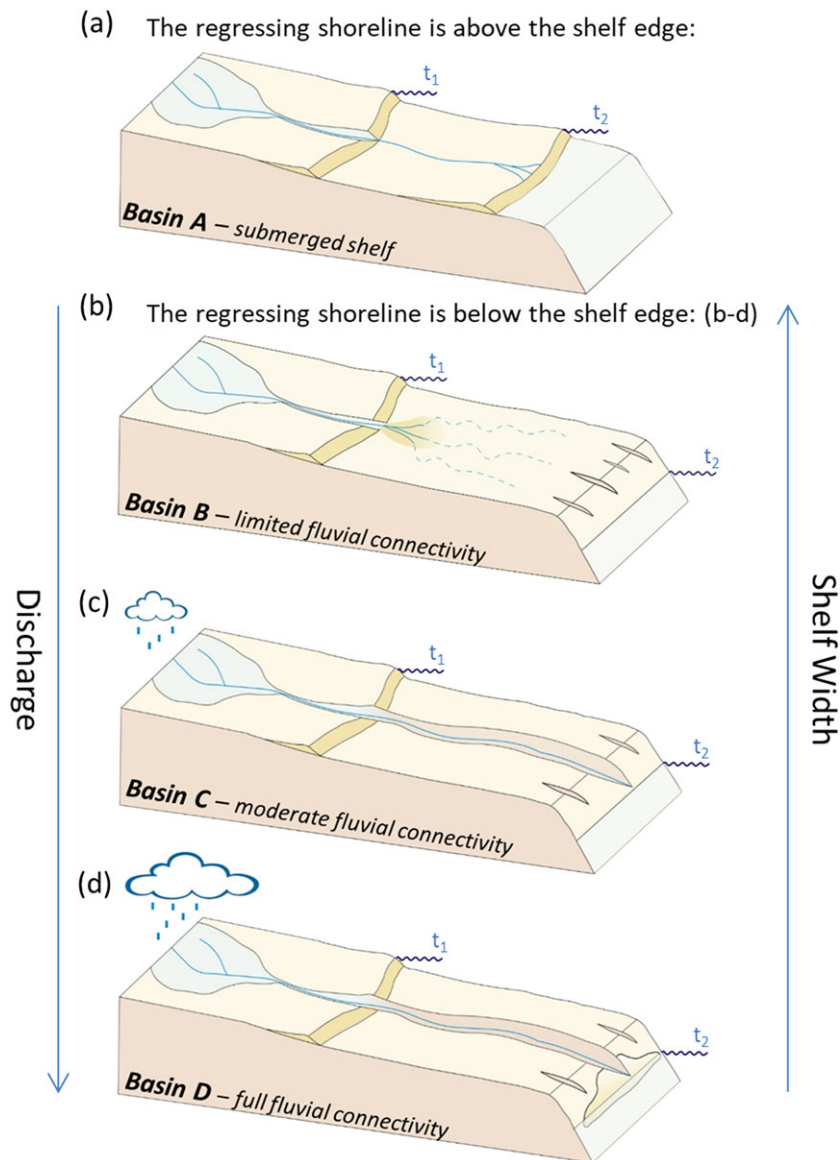 (a) The regressing shoreline is above the shelf edge:
t1
t2
Basin A – submerged shelf
(b) The regressing shoreline is below the shelf edge: (b-d)
t1
t2
Basin B – limited fluvial connectivity
Discharge
Shelf Width
(c)
t1
t2
Basin C – moderate fluvial connectivity
(d)
t1
t2
Basin D – full fluvial connectivity